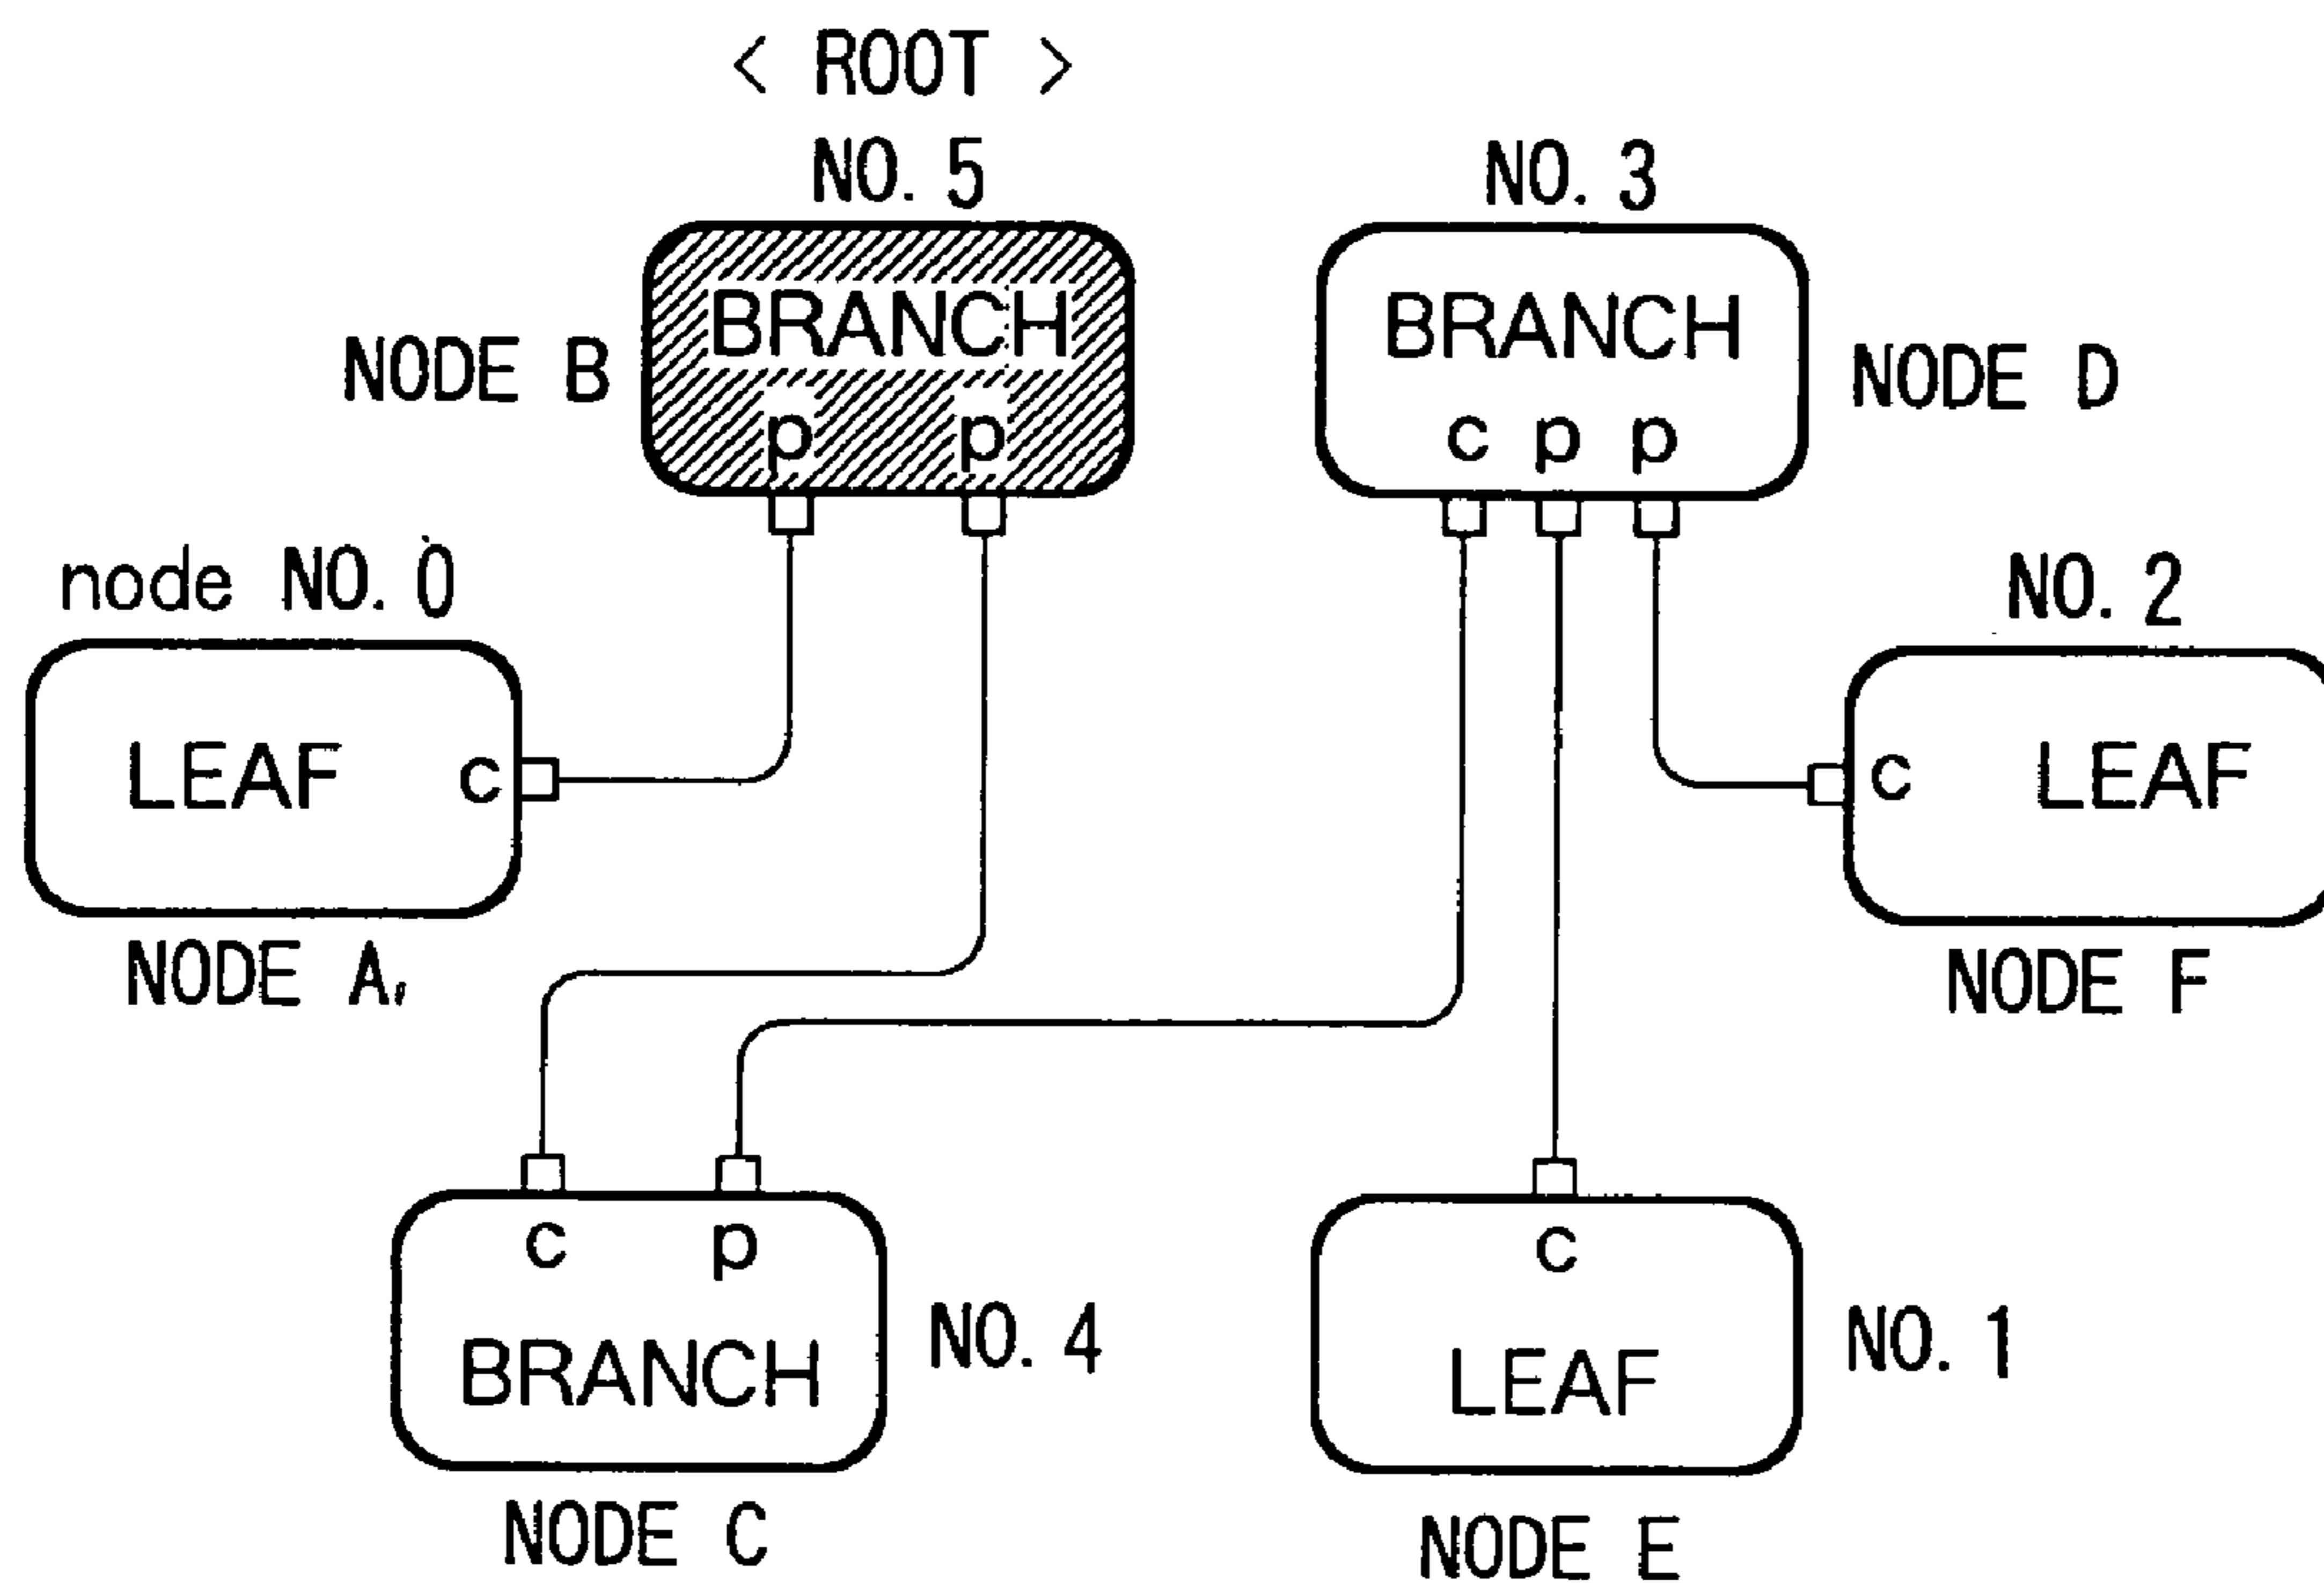 < ROOT >
NO. 5
NO. 3
BRANCH
BRANCH
NODE B
NODE D
p p
c p p
node NO. 0
NO. 2
LEAF c
c LEAF
NODE A
NODE F
c p
c
NO. 4
NO. 1
BRANCH
LEAF
NODE C
NODE E